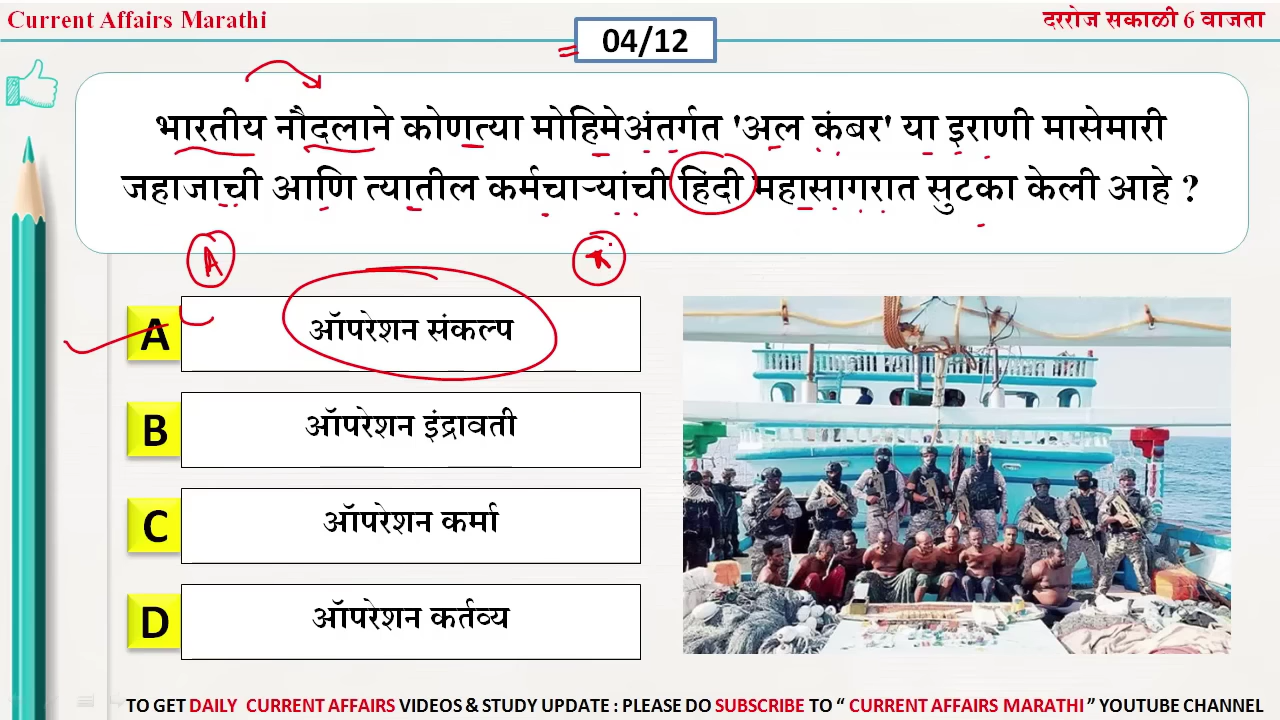 Current Affairs Marathi
दररोज सकाळी 6 वाजता
04/12
भारतीय नौदलाने कोणत्या मोहिमेअंतर्गत 'अल कंबर' या इराणी मासेमारी
जहाजाची आणि त्यातील कर्मचाऱ्यांची हिंदी महासागरात सुटका केली आहे ?
A
A ऑपरेशन संकल्प
B ऑपरेशन इंद्रावती
C ऑपरेशन कर्मा
D ऑपरेशन कर्तव्य
TO GET DAILY CURRENT AFFAIRS VIDEOS & STUDY UPDATE : PLEASE DO SUBSCRIBE TO “ CURRENT AFFAIRS MARATHI ” YOUTUBE CHANNEL